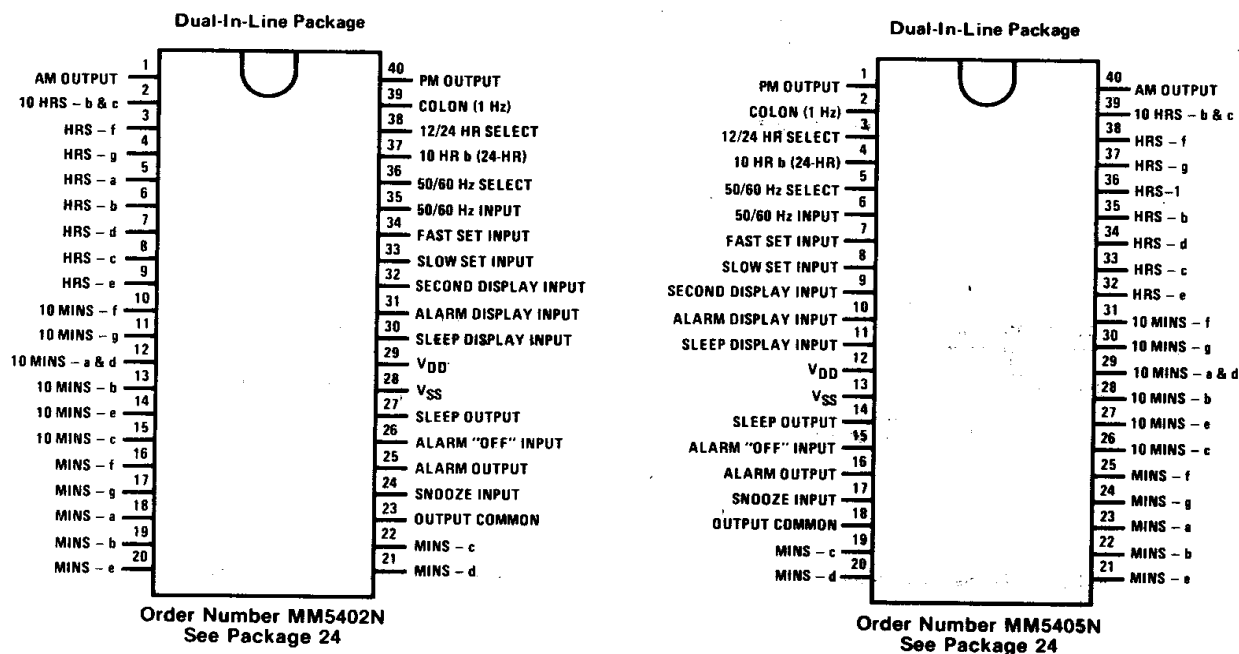 Dual-In-Line Package
AM OUTPUT 1
10 HRS – b & c 2
HRS – f 3
HRS – g 4
HRS – a 5
HRS – b 6
HRS – d 7
HRS – c 8
HRS – e 9
10 MINS – f 10
10 MINS – g 11
10 MINS – a & d 12
10 MINS – b 13
10 MINS – e 14
10 MINS – c 15
MINS – f 16
MINS – g 17
MINS – a 18
MINS – b 19
MINS – e 20
40 PM OUTPUT
39 COLON (1 Hz)
38 12/24 HR SELECT
37 10 HR b (24-HR)
36 50/60 Hz SELECT
35 50/60 Hz INPUT
34 FAST SET INPUT
33 SLOW SET INPUT
32 SECOND DISPLAY INPUT
31 ALARM DISPLAY INPUT
30 SLEEP DISPLAY INPUT
29 VDD
28 VSS
27 SLEEP OUTPUT
26 ALARM "OFF" INPUT
25 ALARM OUTPUT
24 SNOOZE INPUT
23 OUTPUT COMMON
22 MINS – c
21 MINS – d
Order Number MM5402N
See Package 24
Dual-In-Line Package
PM OUTPUT 1
COLON (1 Hz) 2
12/24 HR SELECT 3
10 HR b (24-HR) 4
50/60 Hz SELECT 5
50/60 Hz INPUT 6
FAST SET INPUT 7
SLOW SET INPUT 8
SECOND DISPLAY INPUT 9
ALARM DISPLAY INPUT 10
SLEEP DISPLAY INPUT 11
VDD 12
VSS 13
SLEEP OUTPUT 14
ALARM "OFF" INPUT 15
ALARM OUTPUT 16
SNOOZE INPUT 17
OUTPUT COMMON 18
MINS – c 19
MINS – d 20
40 AM OUTPUT
39 10 HRS – b & c
38 HRS – f
37 HRS – g
36 HRS–1
35 HRS – b
34 HRS – d
33 HRS – c
32 HRS – e
31 10 MINS – f
30 10 MINS – g
29 10 MINS – a & d
28 10 MINS – b
27 10 MINS – e
26 10 MINS – c
25 MINS – f
24 MINS – g
23 MINS – a
22 MINS – b
21 MINS – e
Order Number MM5405N
See Package 24